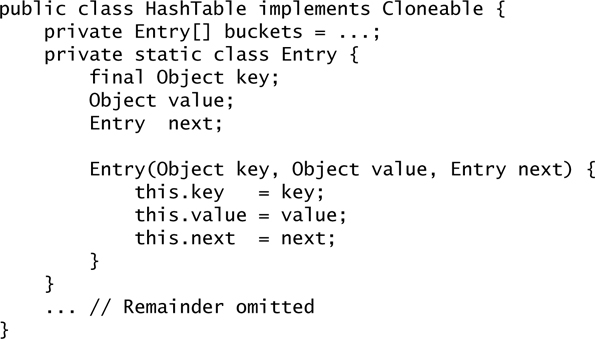 public class HashTable implements Cloneable {
    private Entry[] buckets = ...;
    private static class Entry {
        final Object key;
        Object value;
        Entry  next;

        Entry(Object key, Object value, Entry next) {
            this.key   = key;
            this.value = value;
            this.next  = next;
        }
    }
    ... // Remainder omitted
}